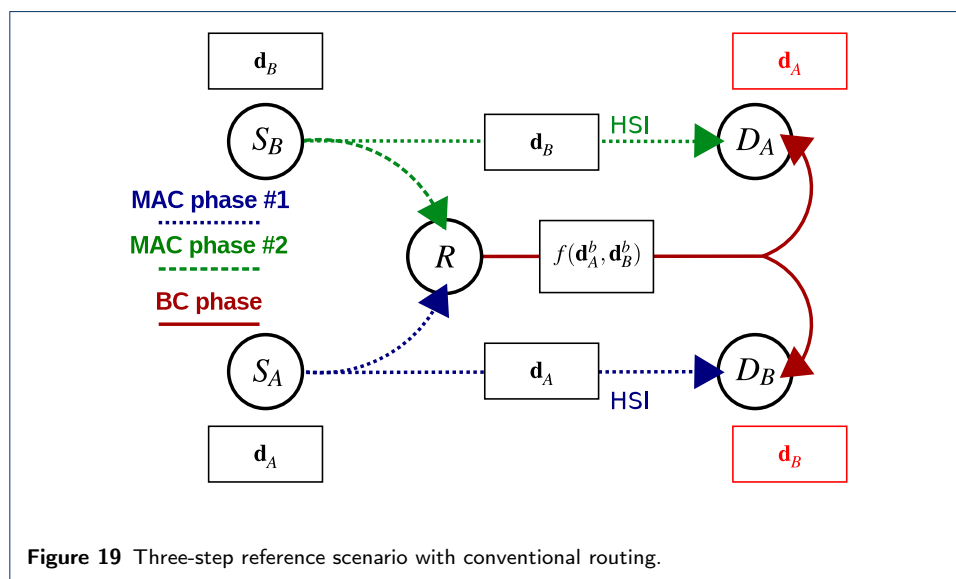 d_B
d_A
S_B
d_B
HSI
D_A
MAC phase #1
MAC phase #2
R
f(d_A^b, d_B^b)
BC phase
S_A
d_A
HSI
D_B
d_A
d_B
Figure 19 Three-step reference scenario with conventional routing.